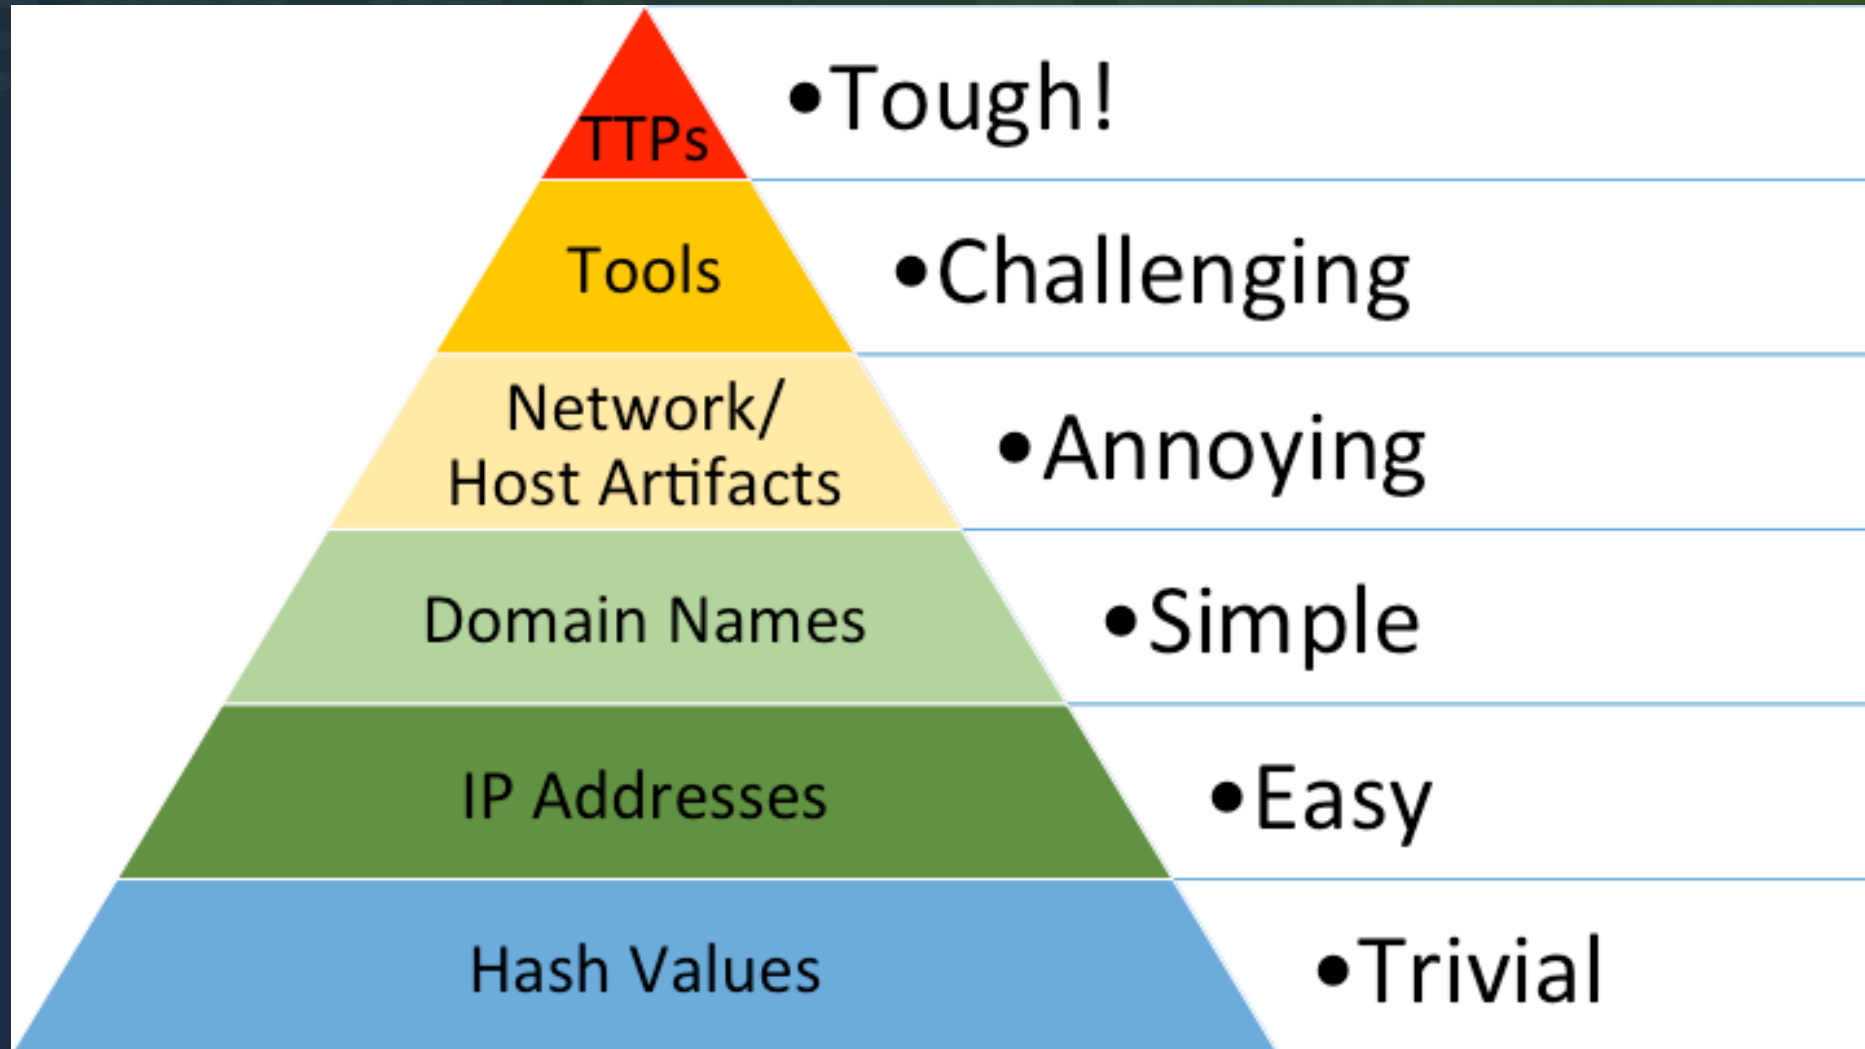 TTPs
•Tough!
Tools
•Challenging
Network/
Host Artifacts
•Annoying
Domain Names
•Simple
IP Addresses
•Easy
Hash Values
•Trivial